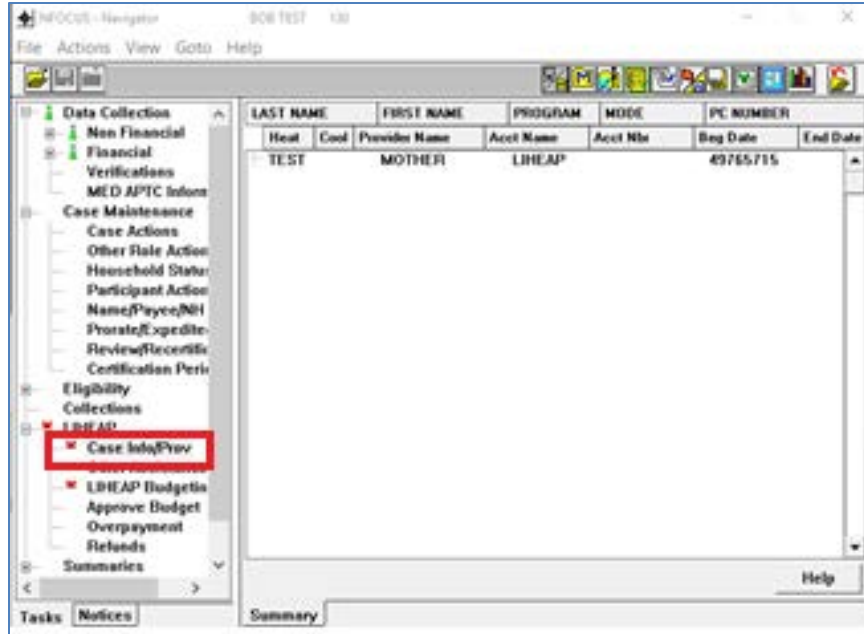 NFOCUS - Navigator BOB TEST 130
File Actions View Goto Help
Data Collection
Non Financial
Financial
Verifications
MED APTC Inform
Case Maintenance
Case Actions
Other Role Action
Household Status
Participant Action
Name/Payee/NH
Prorate/Expedite
Review/Recertific
Certification Peri
Eligibility
Collections
LIHEAP
Case Info/Prov
LIHEAP Budgetin
Approve Budget
Overpayment
Refunds
Summaries
Tasks Notices
LAST NAME FIRST NAME PROGRAM MODE PC NUMBER
Heat Cool Provider Name Acct Name Acct Nbr Beg Date End Date
TEST MOTHER LIHEAP 49765715
Help
Summary